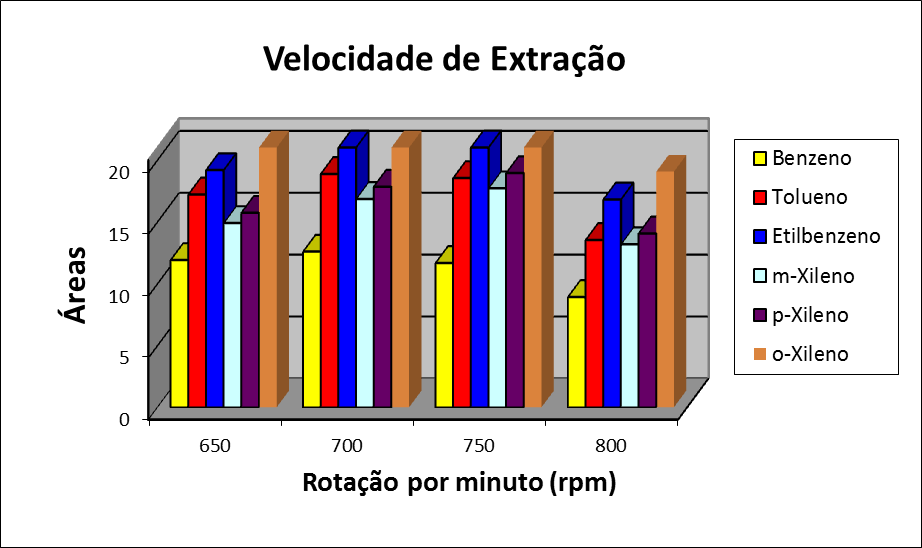 Velocidade de Extração
Áreas
20
15
10
5
0
650 700 750 800
Rotação por minuto (rpm)
Benzeno
Tolueno
Etilbenzeno
m-Xileno
p-Xileno
o-Xileno